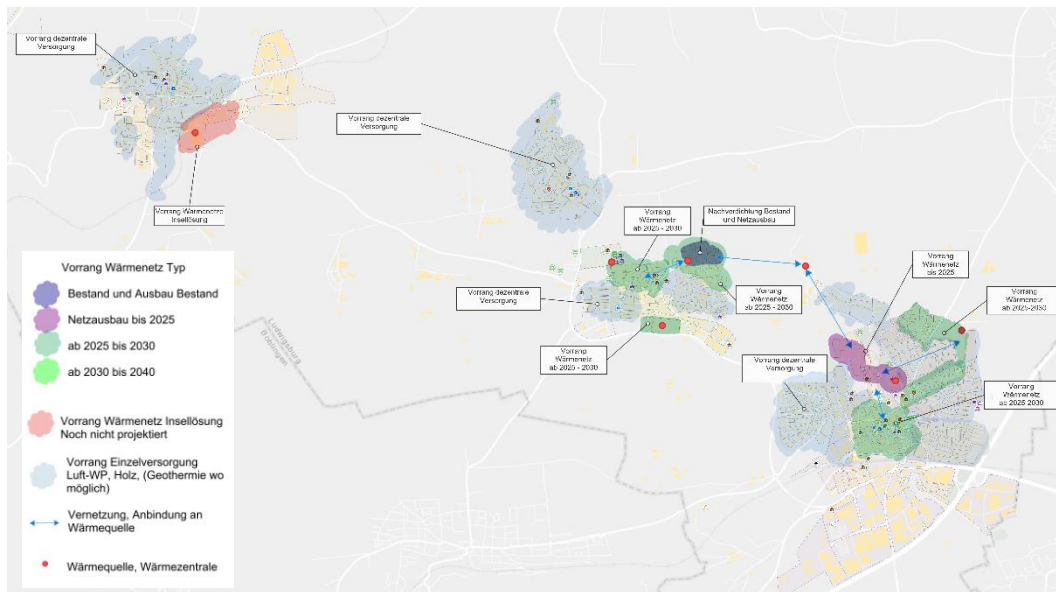 Vorrang dezentrale
Versorgung
Vorrang dezentrale
Versorgung
Vorrang Wärmenetz
Insellösung
Vorrang
Wärmenetz
ab 2025 - 2030
Nachverdichtung Bestand
und Netzausbau
Vorrang
Wärmenetz
bis 2025
Vorrang
Wärmenetz
ab 2025-2030
Vorrang dezentrale
Versorgung
Vorrang
Wärmenetz
ab 2025 - 2030
Vorrang
Wärmenetz
ab 2025 - 2030
Vorrang dezentrale
Versorgung
Vorrang
Wärmenetz
ab 2025 2030
Ludwigsburg
Böblingen
Vorrang Wärmenetz Typ
Bestand und Ausbau Bestand
Netzausbau bis 2025
ab 2025 bis 2030
ab 2030 bis 2040
Vorrang Wärmenetz Insellösung
Noch nicht projektiert
Vorrang Einzelversorgung
Luft-WP, Holz, (Geothermie wo
möglich)
Vernetzung, Anbindung an
Wärmequelle
Wärmequelle, Wärmezentrale